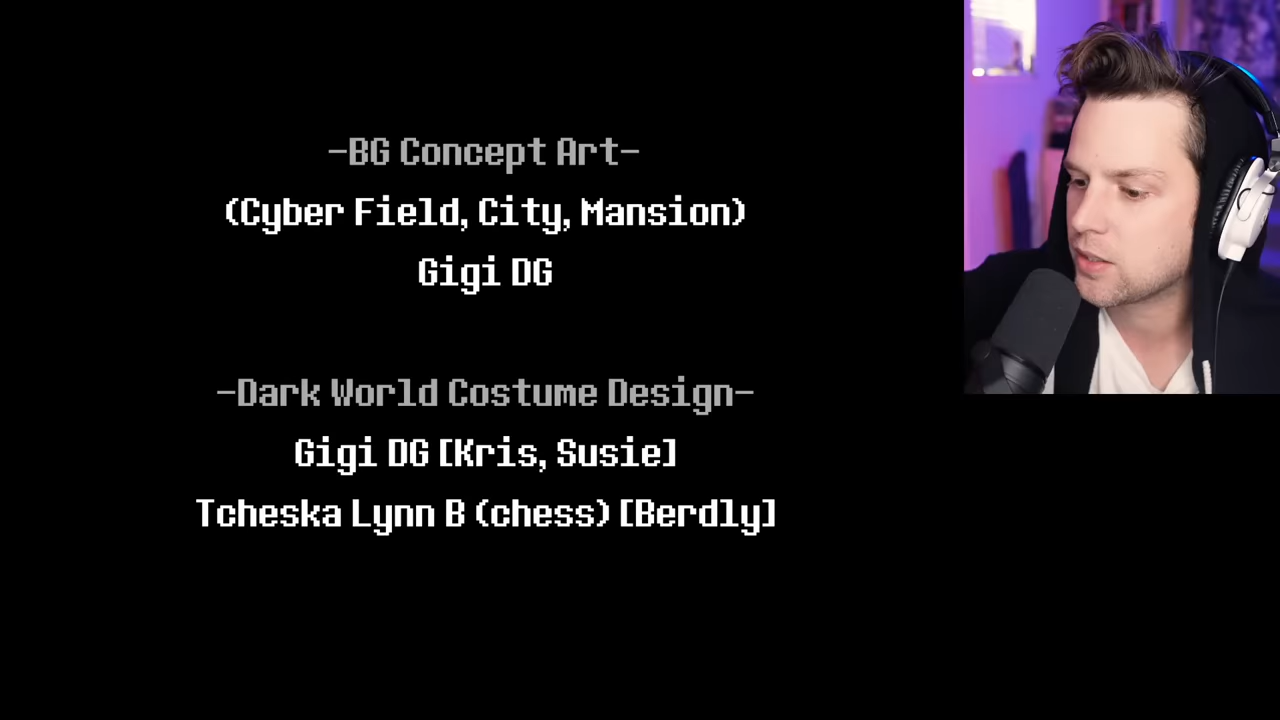 -BG Concept Art-
(Cyber Field, City, Mansion)
Gigi DG
-Dark World Costume Design-
Gigi DG [Kris, Susie]
Tcheska Lynn B (chess) [Berdly]